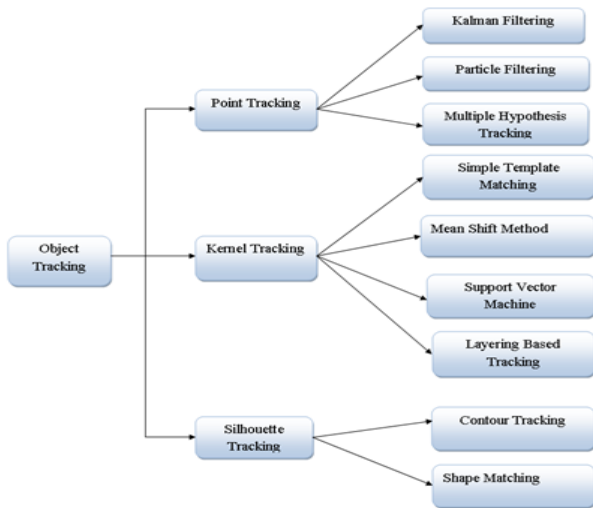 Kalman Filtering
Particle Filtering
Point Tracking
Multiple Hypothesis
Tracking
Simple Template
Matching
Mean Shift Method
Object
Tracking
Kernel Tracking
Support Vector
Machine
Layering Based
Tracking
Silhouette
Tracking
Contour Tracking
Shape Matching